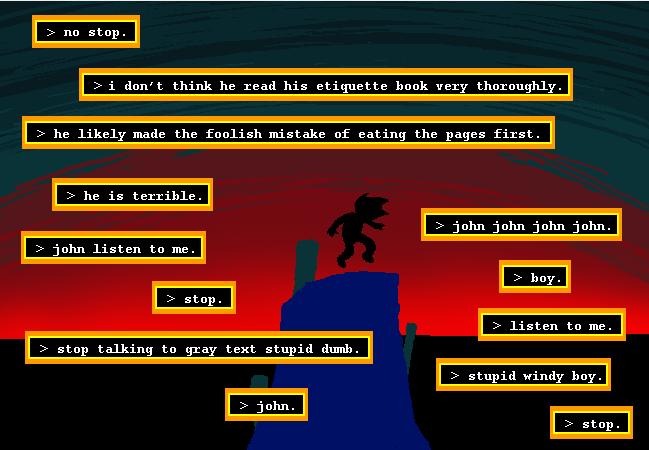 > no stop.
> i don't think he read his etiquette book very thoroughly.
> he likely made the foolish mistake of eating the pages first.
> he is terrible.
> john john john john.
> john listen to me.
> boy.
> stop.
> listen to me.
> stop talking to gray text stupid dumb.
> stupid windy boy.
> john.
> stop.